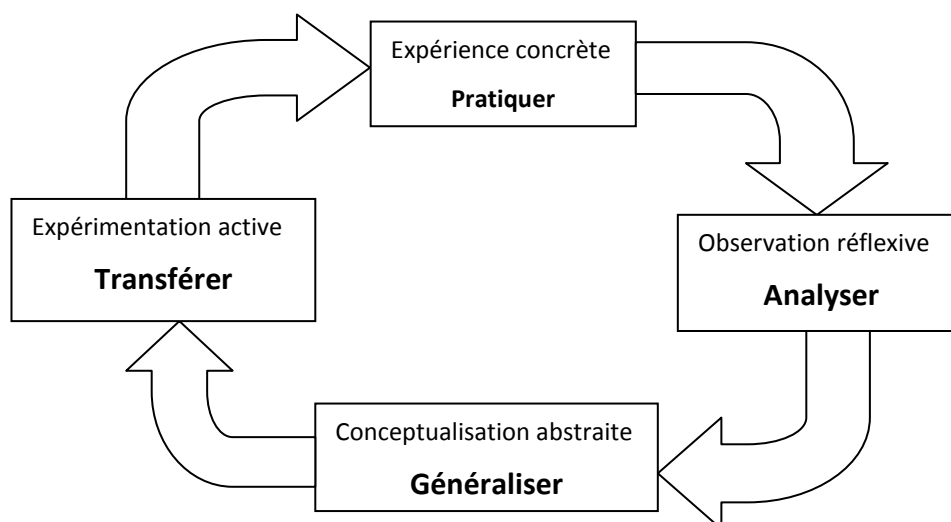 Expérience concrète
Pratiquer
Observation réflexive
Analyser
Conceptualisation abstraite
Généraliser
Expérimentation active
Transférer